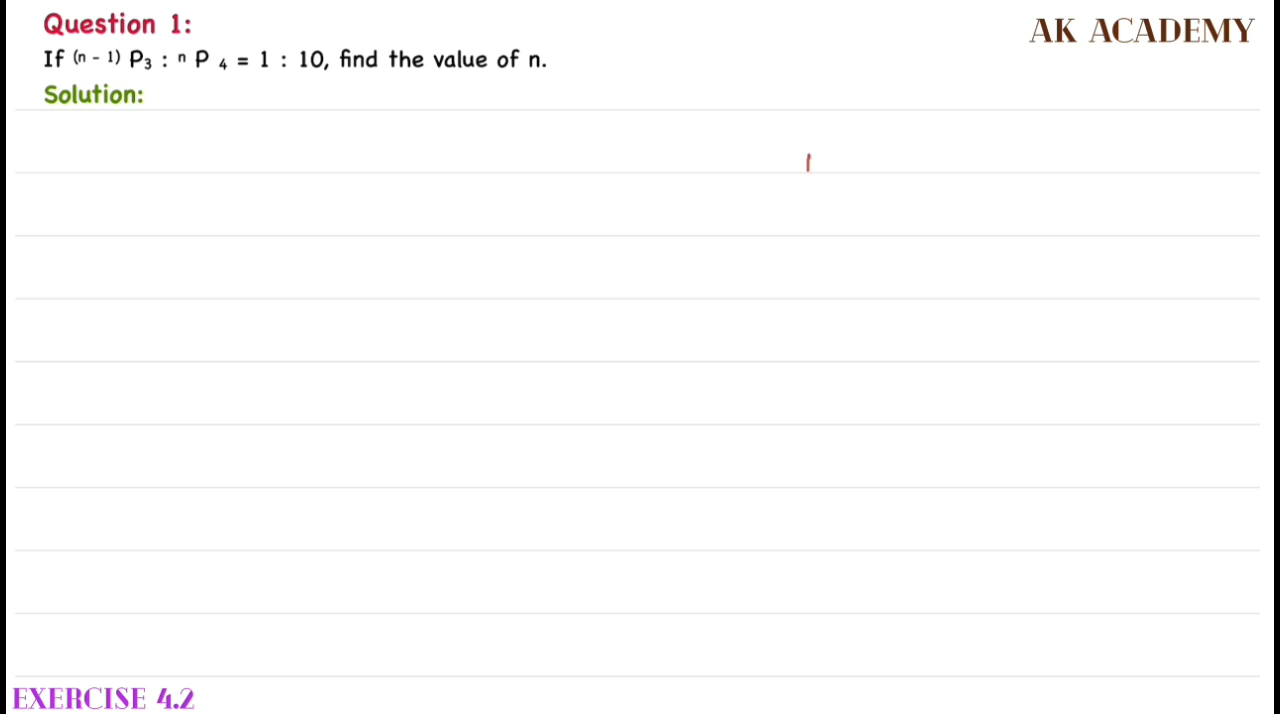 Question 1:
AK ACADEMY
If (n - 1) P3 : n P 4 = 1 : 10, find the value of n.
Solution:
EXERCISE 4.2